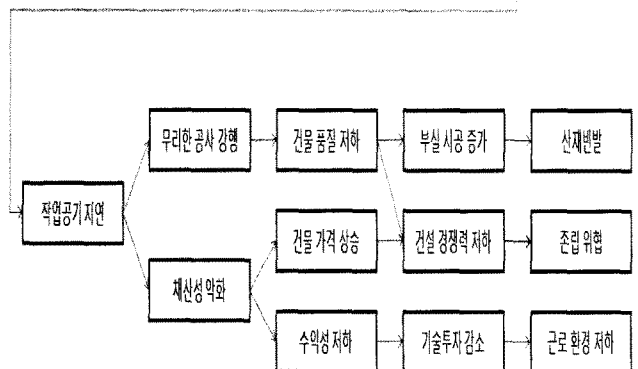 무리한 공사 강행
건물 품질 저하
부실 시공 증가
산재빈발
작업공기 지연
건물 가격 상승
건설 경쟁력 저하
존립 위협
채산성 악화
수익성 저하
기술투자 감소
근로 환경 저하